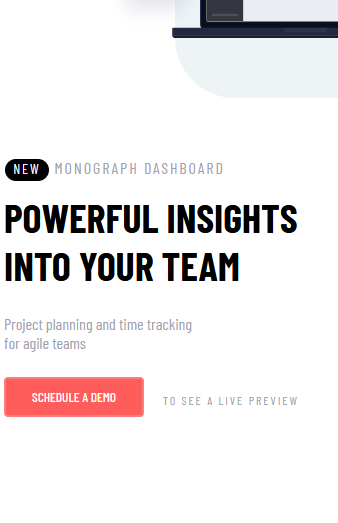 NEW MONOGRAPH DASHBOARD
POWERFUL INSIGHTS
INTO YOUR TEAM
Project planning and time tracking
for agile teams
SCHEDULE A DEMO TO SEE A LIVE PREVIEW